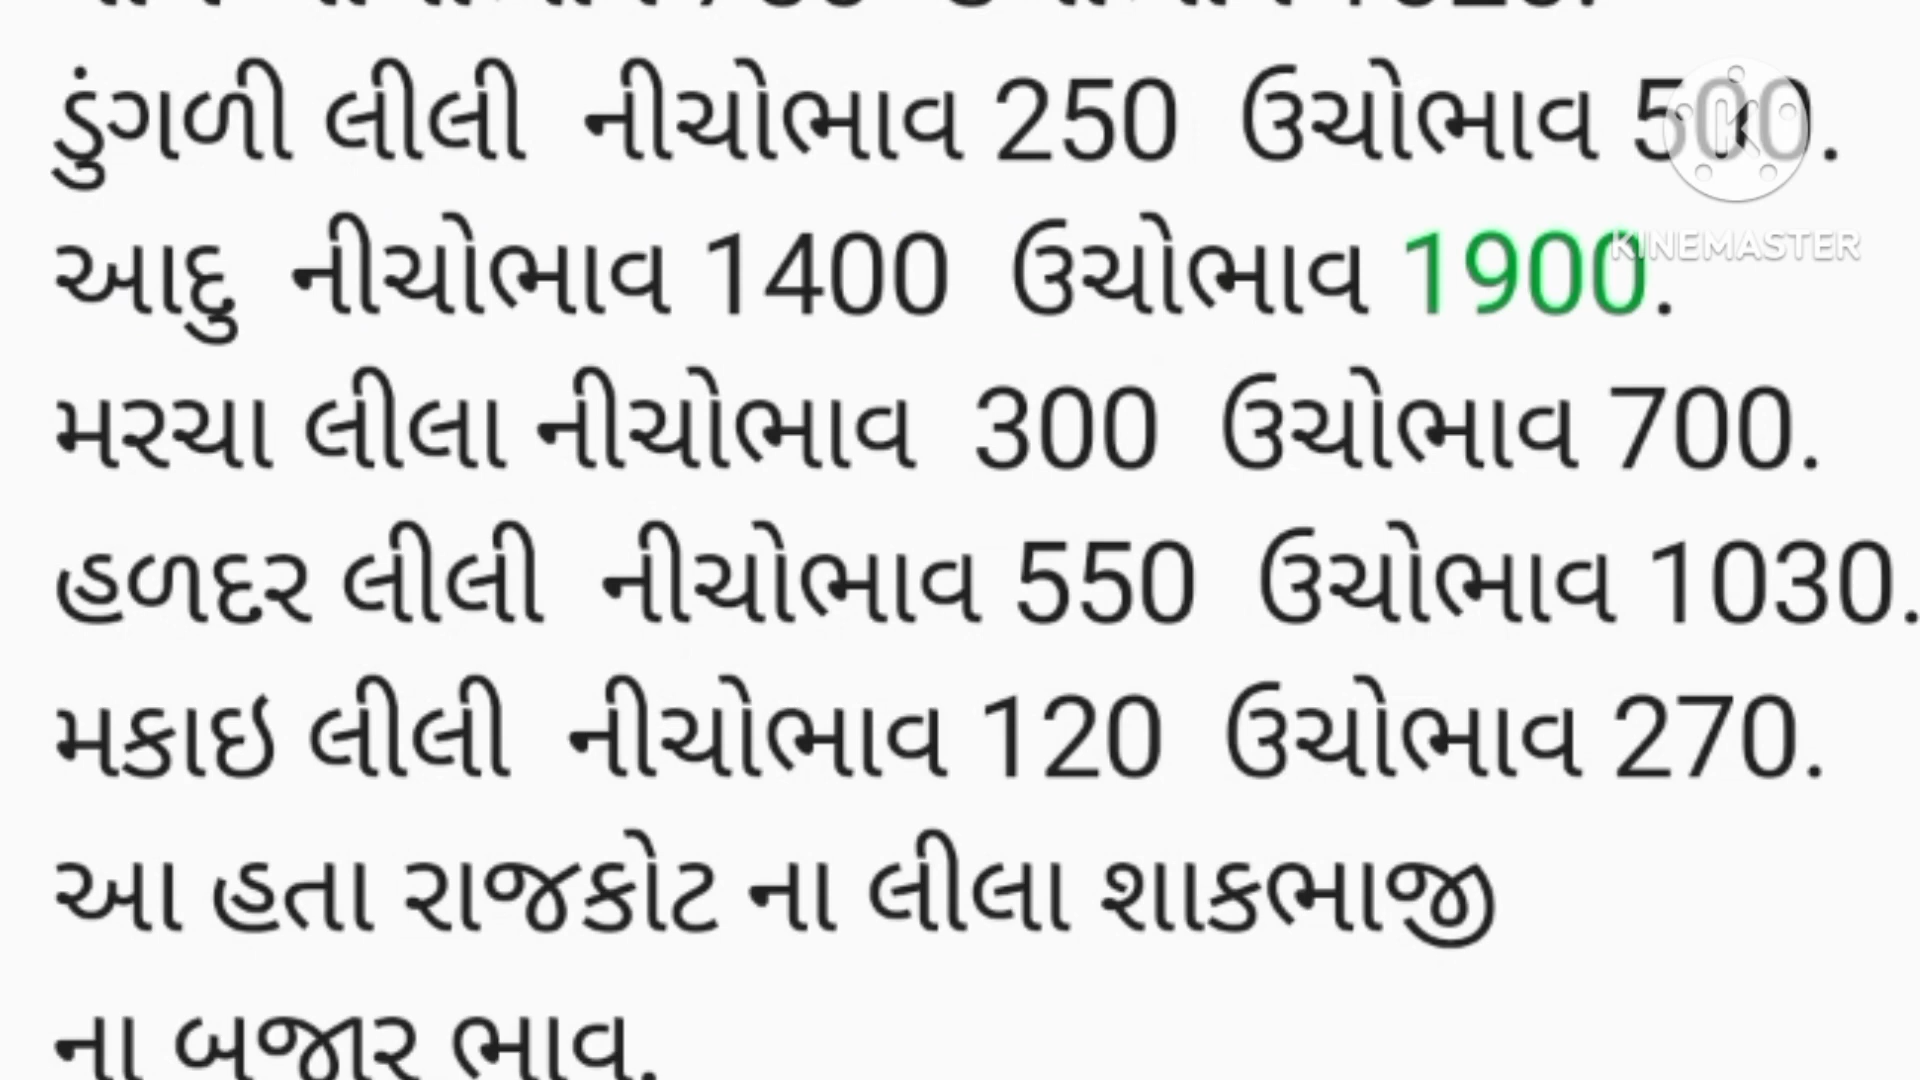 ડુંગળી લીલી નીચોભાવ 250 ઉચોભાવ 500.
આદુ નીચોભાવ 1400 ઉચોભાવ 1900.
KINEMASTER
મરચા લીલા નીચોભાવ 300 ઉચોભાવ 700.
હળદર લીલી નીચોભાવ 550 ઉચોભાવ 1030.
મકાઇ લીલી નીચોભાવ 120 ઉચોભાવ 270.
આ હતા રાજકોટ ના લીલા શાકભાજી
ના બજાર ભાવ.